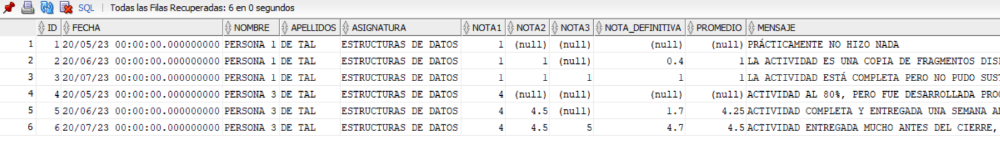 SQL | Todas las Filas Recuperadas: 6 en 0 segundos
ID FECHA NOMBRE APELLIDOS ASIGNATURA NOTA1 NOTA2 NOTA3 NOTA_DEFINITIVA PROMEDIO MENSAJE
1 1 20/05/23 00:00:00.000000000 PERSONA 1 DE TAL ESTRUCTURAS DE DATOS 1 (null) (null) (null) (null) PRÁCTICAMENTE NO HIZO NADA
2 2 20/06/23 00:00:00.000000000 PERSONA 1 DE TAL ESTRUCTURAS DE DATOS 1 1 (null) 0.4 1 LA ACTIVIDAD ES UNA COPIA DE FRAGMENTOS
3 3 20/07/23 00:00:00.000000000 PERSONA 1 DE TAL ESTRUCTURAS DE DATOS 1 1 1 1 1 LA ACTIVIDAD ESTÁ COMPLETA PERO NO PUDO
4 4 20/05/23 00:00:00.000000000 PERSONA 3 DE TAL ESTRUCTURAS DE DATOS 4 (null) (null) (null) (null) ACTIVIDAD AL 80%, PERO FUE DESARROLLADA
5 5 20/06/23 00:00:00.000000000 PERSONA 3 DE TAL ESTRUCTURAS DE DATOS 4 4.5 (null) 1.7 4.25 ACTIVIDAD COMPLETA Y ENTREGADA UNA SEMANA
6 6 20/07/23 00:00:00.000000000 PERSONA 3 DE TAL ESTRUCTURAS DE DATOS 4 4.5 5 4.7 4.5 ACTIVIDAD ENTREGADA MUCHO ANTES DEL CIERRE,